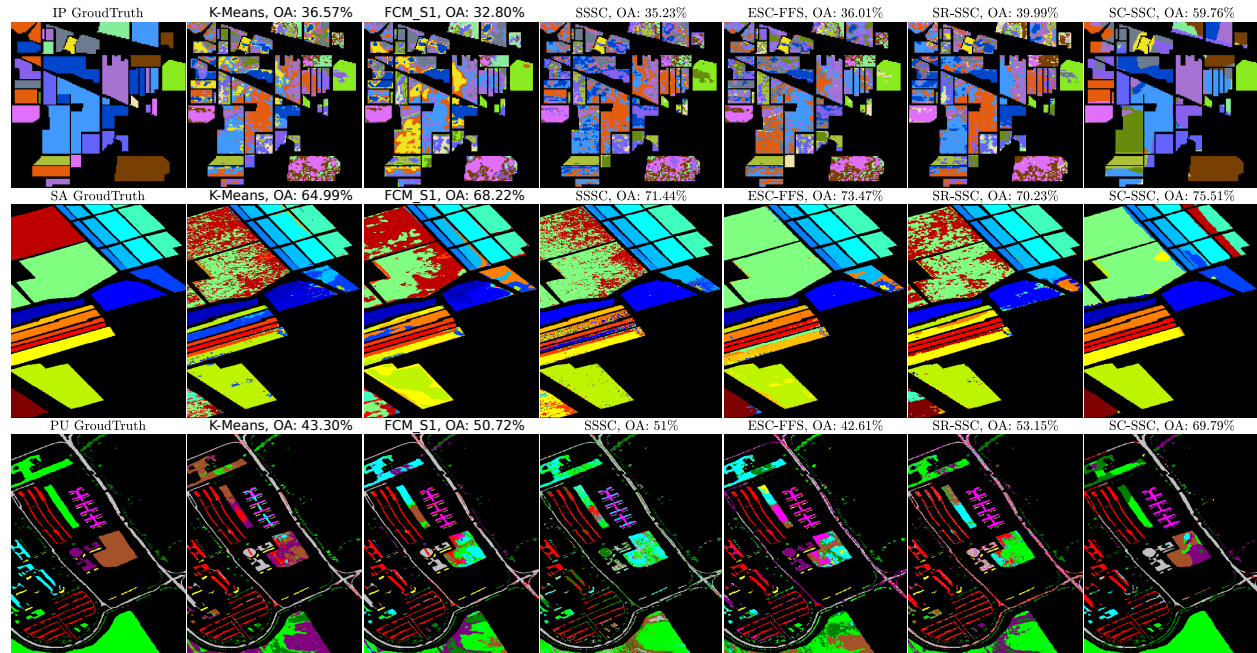 IP GroudTruth
K-Means, OA: 36.57%
FCM_S1, OA: 32.80%
SSSC, OA: 35.23%
ESC-FFS, OA: 36.01%
SR-SSC, OA: 39.99%
SC-SSC, OA: 59.76%
SA GroudTruth
K-Means, OA: 64.99%
FCM_S1, OA: 68.22%
SSSC, OA: 71.44%
ESC-FFS, OA: 73.47%
SR-SSC, OA: 70.23%
SC-SSC, OA: 75.51%
PU GroudTruth
K-Means, OA: 43.30%
FCM_S1, OA: 50.72%
SSSC, OA: 51%
ESC-FFS, OA: 42.61%
SR-SSC, OA: 53.15%
SC-SSC, OA: 69.79%